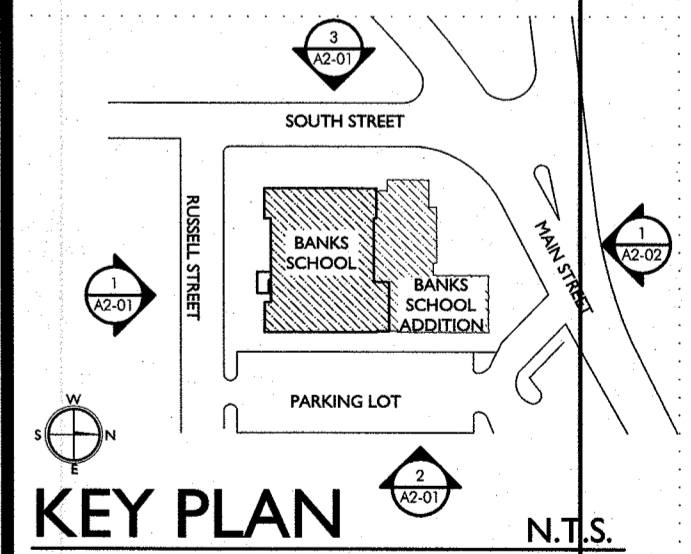 3
A2-01
SOUTH STREET
RUSSELL STREET
BANKS
SCHOOL
MAIN STREET
1
A2-02
1
A2-01
BANKS
SCHOOL
ADDITION
PARKING LOT
W
S N
E
2
A2-01
KEY PLAN
N.T.S.